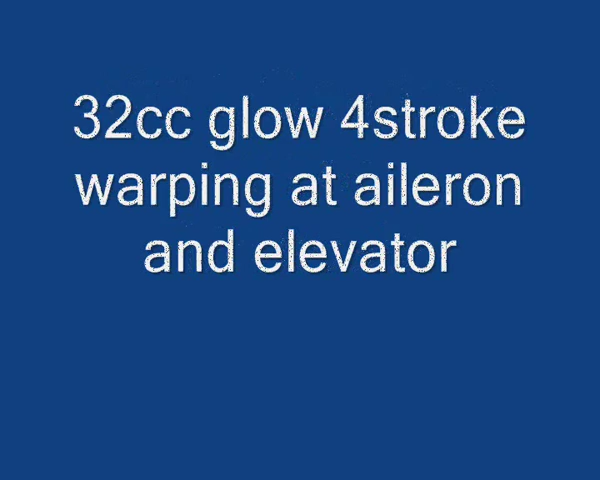 32cc glow 4stroke
warping at aileron
and elevator